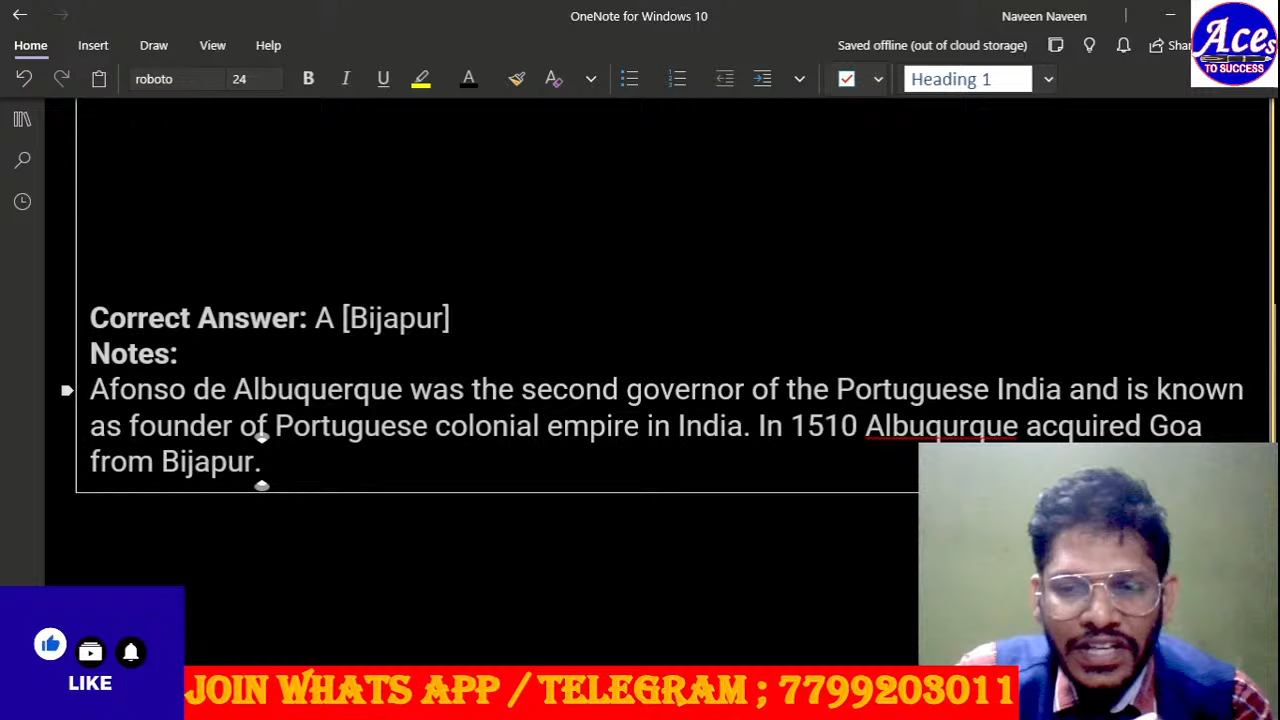 OneNote for Windows 10
Naveen Naveen
Home Insert Draw View Help
Saved offline (out of cloud storage)
Shar
Aces
TO SUCCESS
roboto 24 B I U A Heading 1
Correct Answer: A [Bijapur]
Notes:
Afonso de Albuquerque was the second governor of the Portuguese India and is known
as founder of Portuguese colonial empire in India. In 1510 Albuqurque acquired Goa
from Bijapur.
LIKE
JOIN WHATS APP / TELEGRAM ; 7799203011